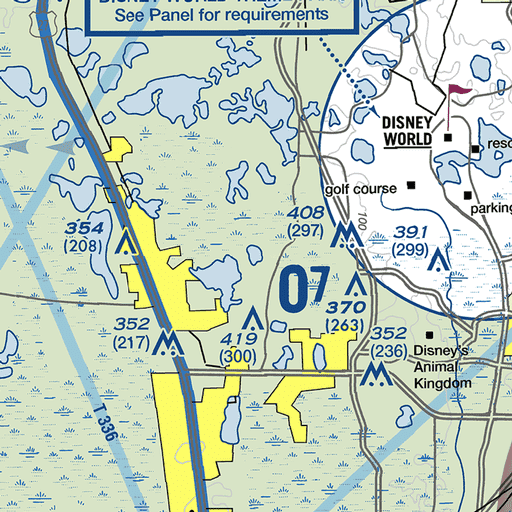 See Panel for requirements
DISNEY
WORLD
golf course
parking
408
(297)
391
(299)
354
(208)
0⁷
370
(263)
352
(217)
419
(300)
352
(236)
Disney's
Animal
Kingdom
100
T 336